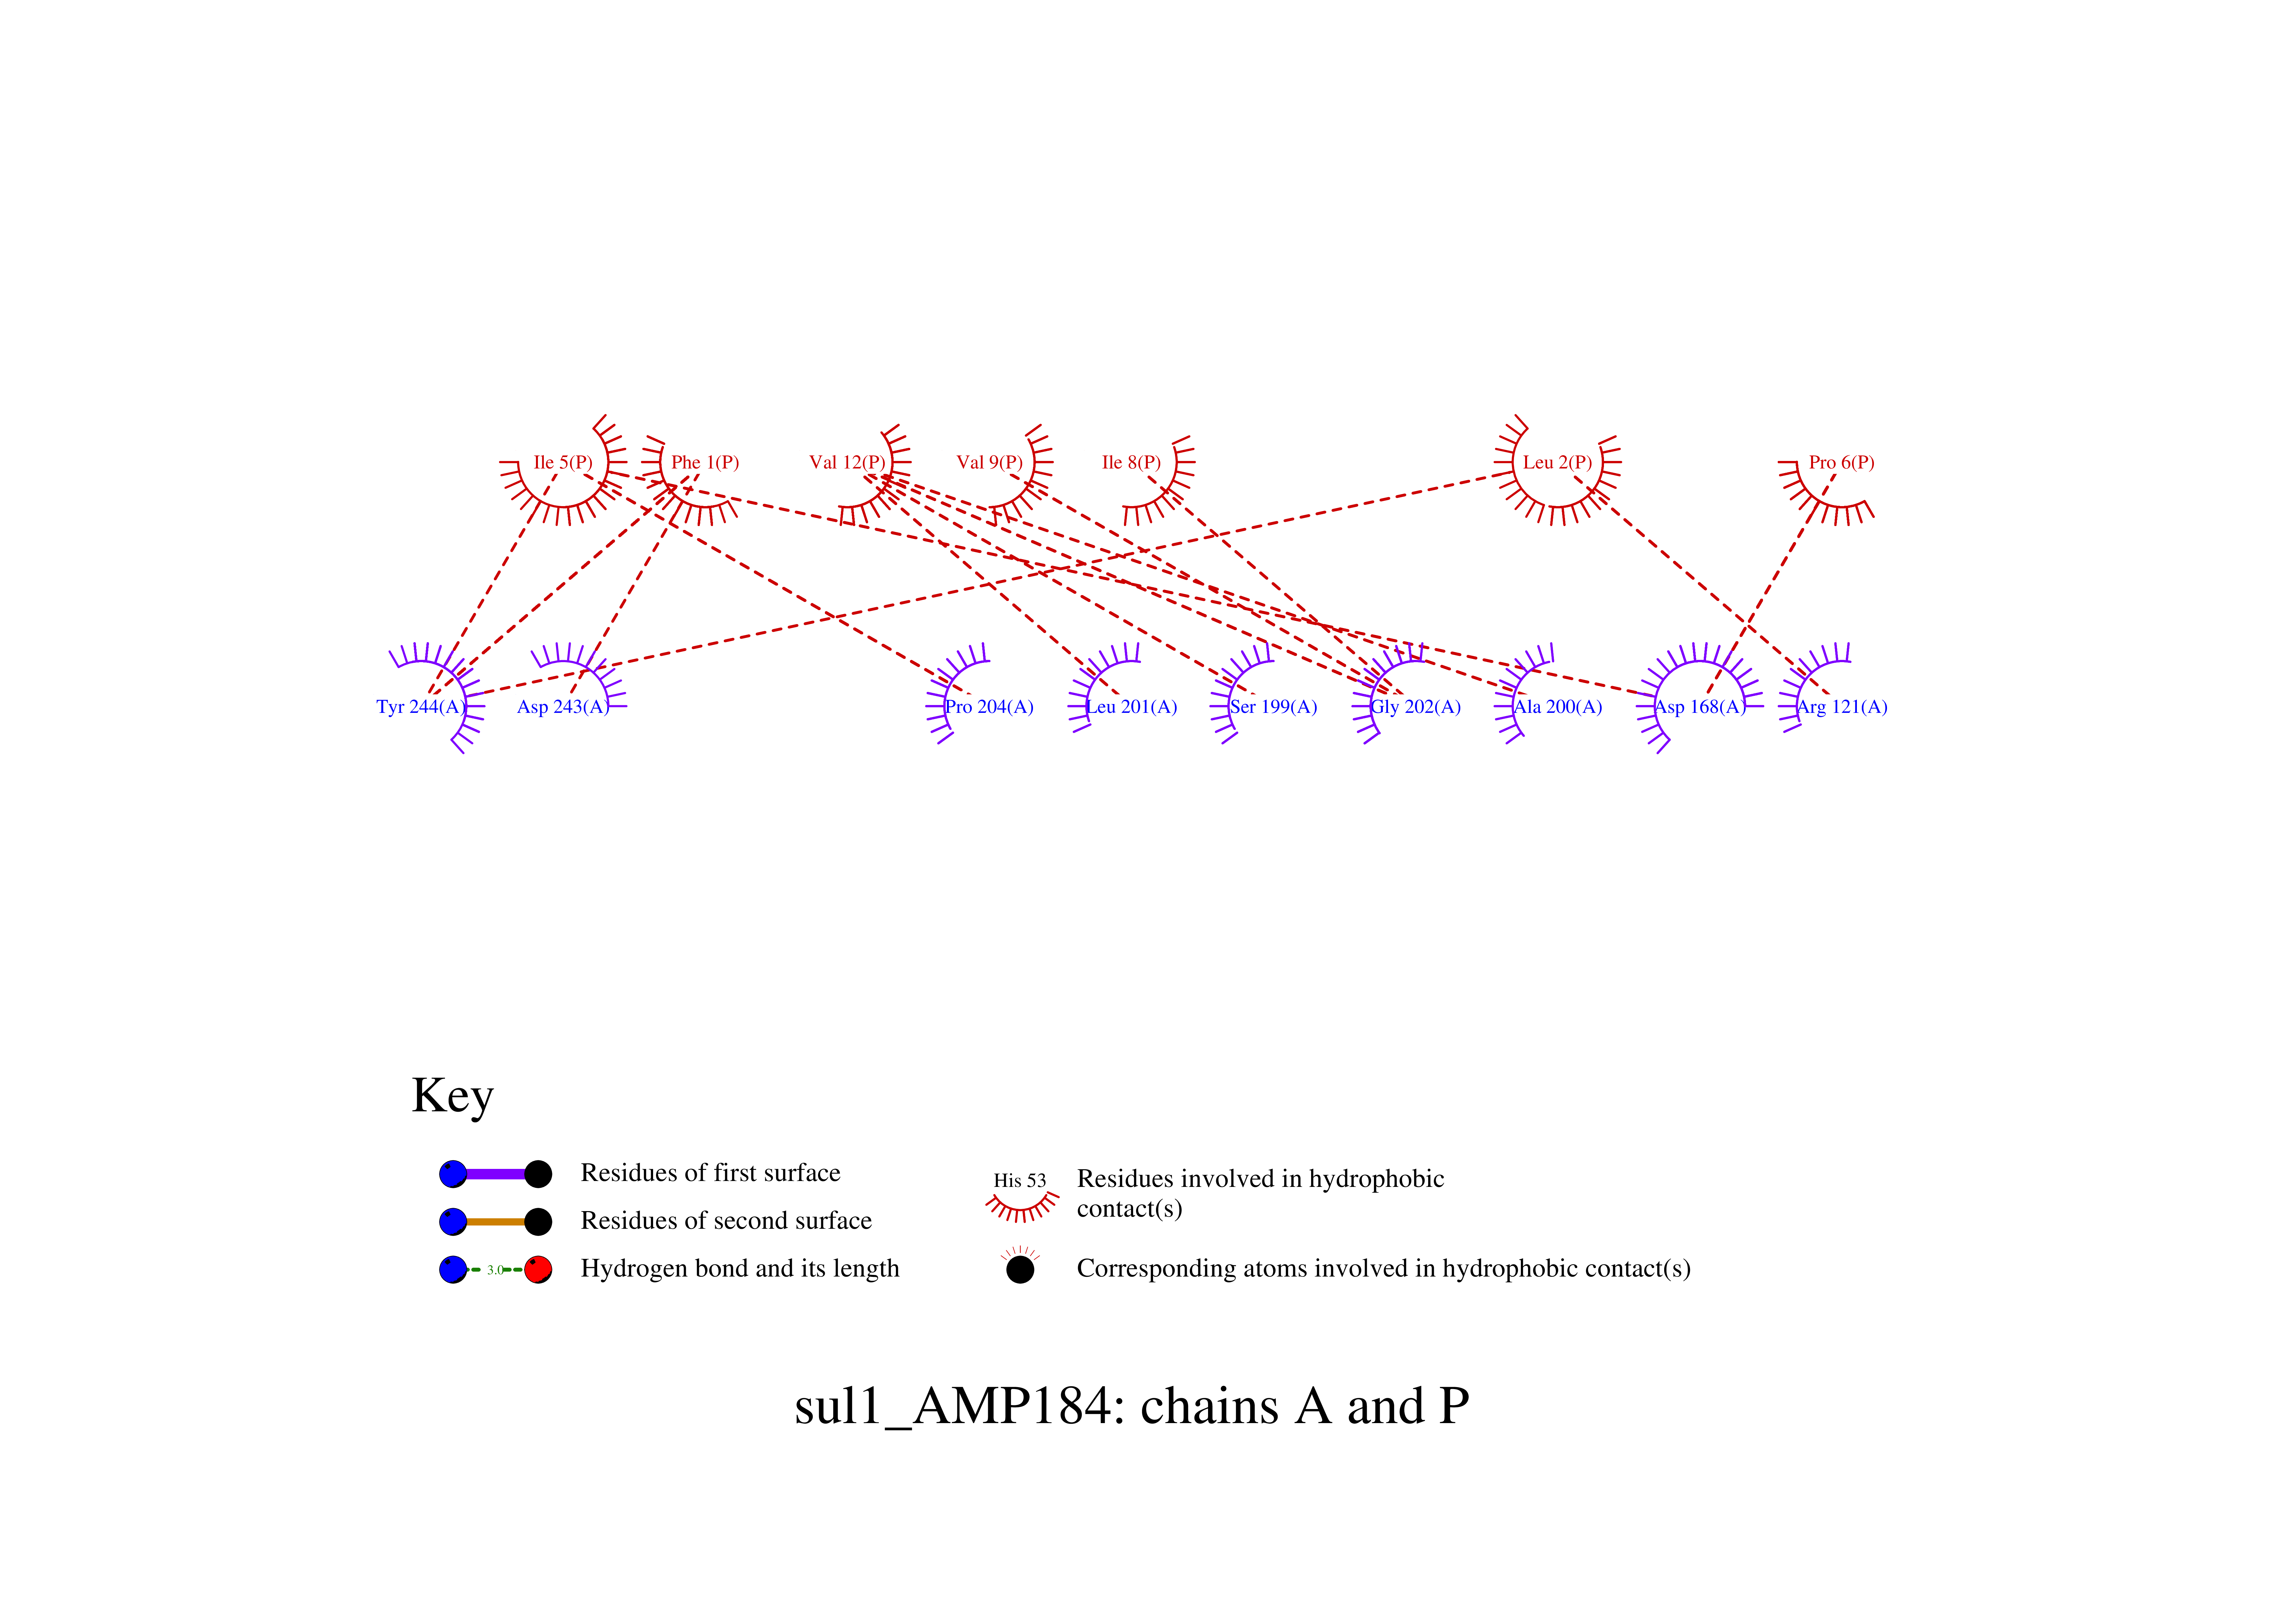 Ile 5(P) Phe 1(P) Val 12(P) Val 9(P) Ile 8(P) Leu 2(P) Pro 6(P)
Tyr 244(A) Asp 243(A) Pro 204(A) Leu 201(A) Ser 199(A) Gly 202(A) Ala 200(A) Asp 168(A) Arg 121(A)
Key
Residues of first surface
Residues of second surface
3.0 Hydrogen bond and its length
His 53 Residues involved in hydrophobic
contact(s)
Corresponding atoms involved in hydrophobic contact(s)
sul1_AMP184: chains A and P